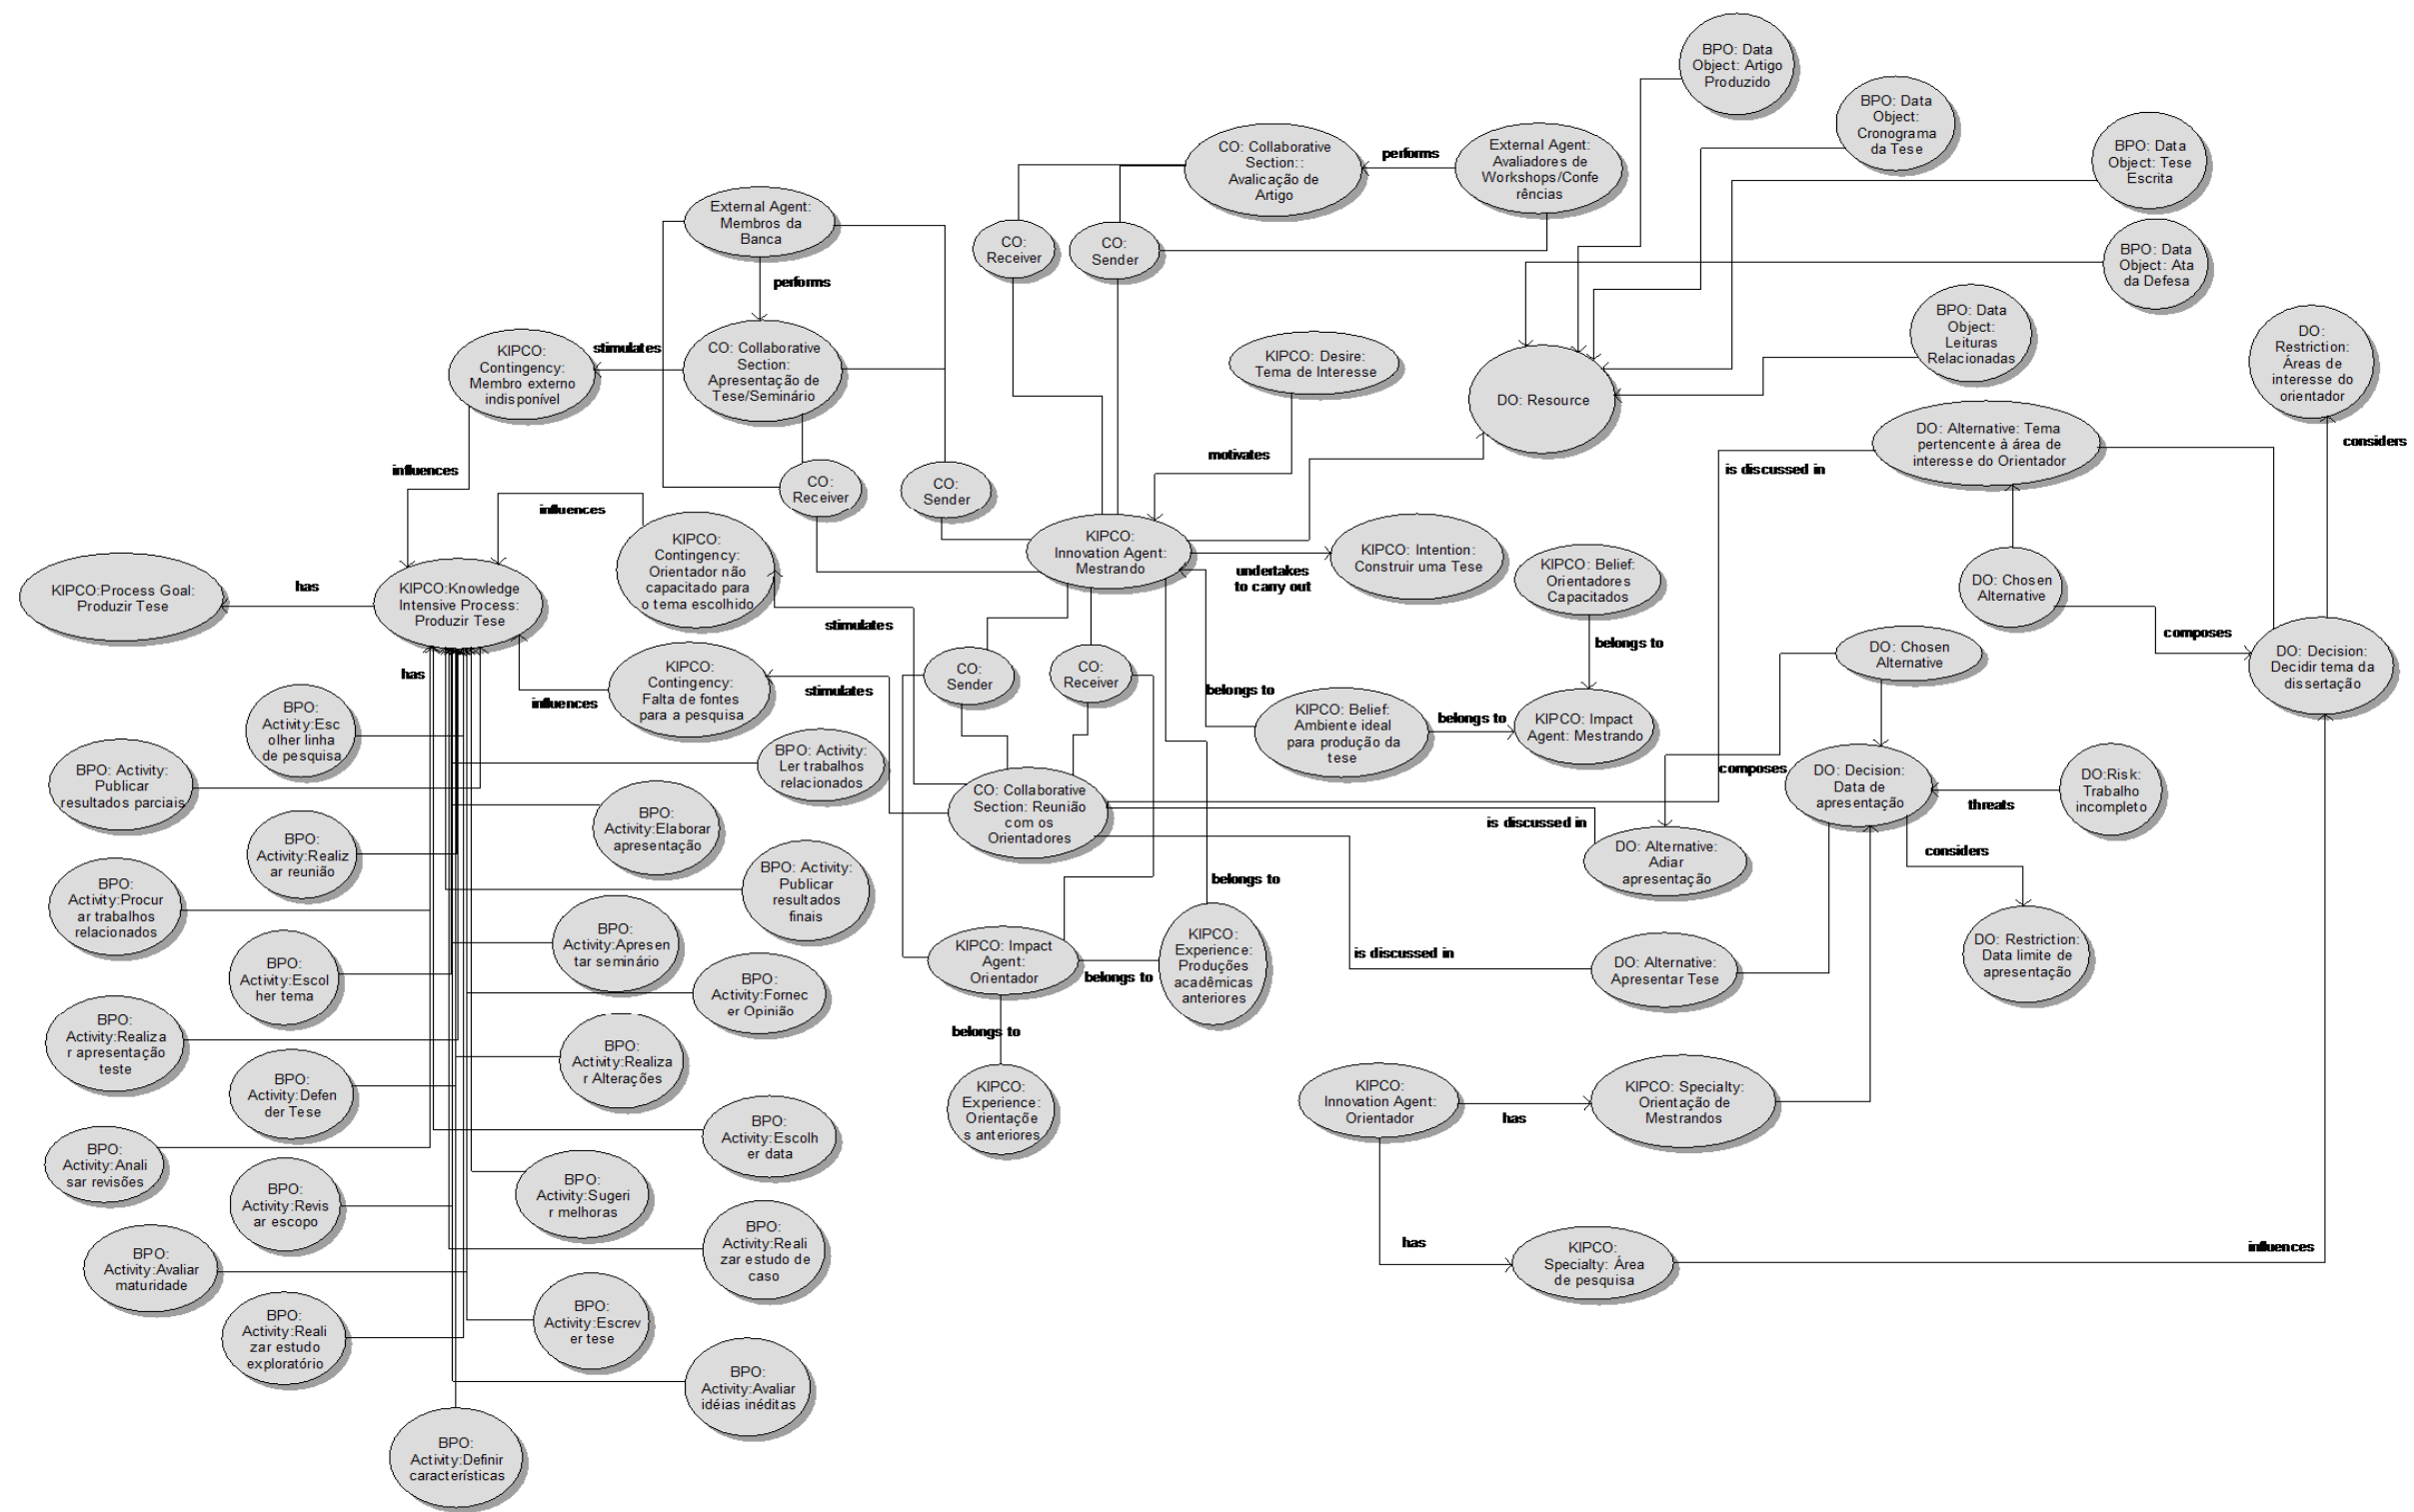 BPO: Data
Object: Artigo
Produzido
BPO: Data
Object:
Cronograma
da Tese
BPO: Data
Object: Tese
Escrita
BPO: Data
Object: Ata
da Defesa
BPO: Data
Object:
Leituras
Relacionadas
DO:
Restriction:
Áreas de
interesse do
orientador
considers
CO: Collaborative
Section::
Avalicação de
Artigo
performs
External Agent:
Avaliadores de
Workshops/Confe
rências
External Agent:
Membros da
Banca
performs
CO:
Receiver
CO:
Sender
KIPCO:
Contingency:
Membro externo
indisponível
stimulates
CO: Collaborative
Section:
Apresentação de
Tese/Seminário
KIPCO: Desire:
Tema de Interesse
motivates
DO: Resource
DO: Alternative: Tema
pertencente à área de
interesse do Orientador
is discussed in
influences
CO:
Receiver
CO:
Sender
influences
KIPCO:
Contingency:
Orientador não
capacitado para
o tema escolhido
KIPCO:
Innovation Agent:
Mestrando
undertakes
to carry out
KIPCO: Intention:
Construir uma Tese
KIPCO: Belief:
Orientadores
Capacitados
belongs to
DO: Chosen
Alternative
composes
DO: Decision:
Decidir tema da
dissertação
KIPCO:Process Goal:
Produzir Tese
has
KIPCO:Knowledge
Intensive Process:
Produzir Tese
stimulates
DO: Chosen
Alternative
has
influences
KIPCO:
Contingency:
Falta de fontes
para a pesquisa
stimulates
CO:
Sender
CO:
Receiver
belongs to
KIPCO: Belief:
Ambiente ideal
para produção da
tese
belongs to
KIPCO: Impact
Agent: Mestrando
composes
DO: Decision:
Data de
apresentação
threats
DO:Risk:
Trabalho
incompleto
BPO:
Activity:Esc
olher linha
de pesquisa
BPO: Activity:
Publicar
resultados parciais
BPO: Activity:
Ler trabalhos
relacionados
CO: Collaborative
Section: Reunião
com os
Orientadores
is discussed in
DO: Alternative:
Adiar
apresentação
considers
BPO:
Activity:Elaborar
apresentação
BPO:
Activity:Realiz
ar reunião
BPO: Activity:
Publicar
resultados
finais
belongs to
BPO:
Activity:Procur
ar trabalhos
relacionados
BPO:
Activity:Apresen
tar seminário
KIPCO: Impact
Agent:
Orientador
belongs to
KIPCO:
Experience:
Produções
acadêmicas
anteriores
is discussed in
DO: Alternative:
Apresentar Tese
DO: Restriction:
Data limite de
apresentação
BPO:
Activity:Escol
her tema
BPO:
Activity:Fornec
er Opinião
belongs to
BPO:
Activity:Realiza
r apresentação
teste
BPO:
Activity:Realiza
r Alterações
BPO:
Activity:Defen
der Tese
KIPCO:
Experience:
Orientaçõe
s anteriores
KIPCO:
Innovation Agent:
Orientador
has
KIPCO: Specialty:
Orientação de
Mestrandos
BPO:
Activity:Escolh
er data
BPO:
Activity:Anali
sar revisões
BPO:
Activity:Revis
ar escopo
BPO:
Activity:Sugeri
r melhoras
BPO:
Activity:Reali
zar estudo de
caso
has
KIPCO:
Specialty: Área
de pesquisa
influences
BPO:
Activity:Avaliar
maturidade
BPO:
Activity:Reali
zar estudo
exploratório
BPO:
Activity:Escrev
er tese
BPO:
Activity:Avaliar
idéias inéditas
BPO:
Activity:Definir
características